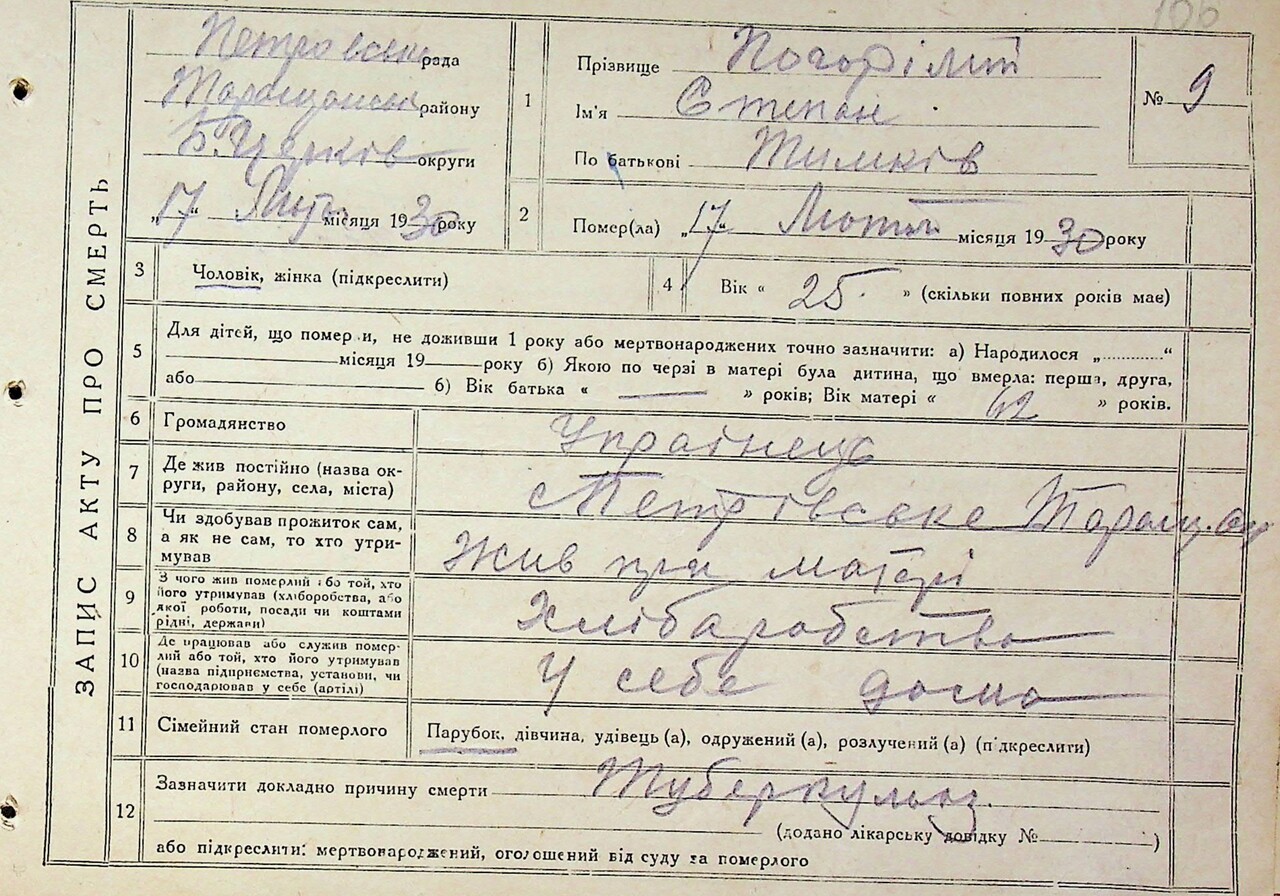 106
ЗАПИС АКТУ ПРО СМЕРТЬ
Петровська рада
Таращанськ району
Б.Церків округи
„17“ Лют. місяця 1930 року
1 Прізвище Погорілий
Ім'я Степан
По батькові Тимків
№ 9
2 Помер(ла) „17“ Лютого місяця 1930 року
3 Чоловік, жінка (підкреслити)
4 Вік « 25. » (скільки повних років має)
5 Для дітей, що померли, не доживши 1 року або мертвонароджених точно зазначити: а) Народилося „............“
місяця 19 року б) Якою по черзі в матері була дитина, що вмерла: перша, друга,
або б) Вік батька « — » років; Вік матері « 62 » років.
6 Громадянство Украінець
7 Де жив постійно (назва округи, району, села, міста) с Петрівське Таращ.
8 Чи здобував прожиток сам, а як не сам, то хто утримував Жив при матері
9 З чого жив померлий або той, хто його утримував (хліборобства, або якої роботи, посади чи коштами рідні, держави) Хлібаробство
10 Де працював або служив померлий або той, хто його утримував (назва підприємства, установи, чи господарював у себе (артілі) У себе дома
11 Сімейний стан померлого Парубок, дівчина, удівець (а), одружений (а), розлучений (а) (підкреслити)
12 Зазначити докладно причину смерти Туберкульоз.
(додано лікарську довідку № )
або підкреслити: мертвонароджений, оголошений від суду за померлого